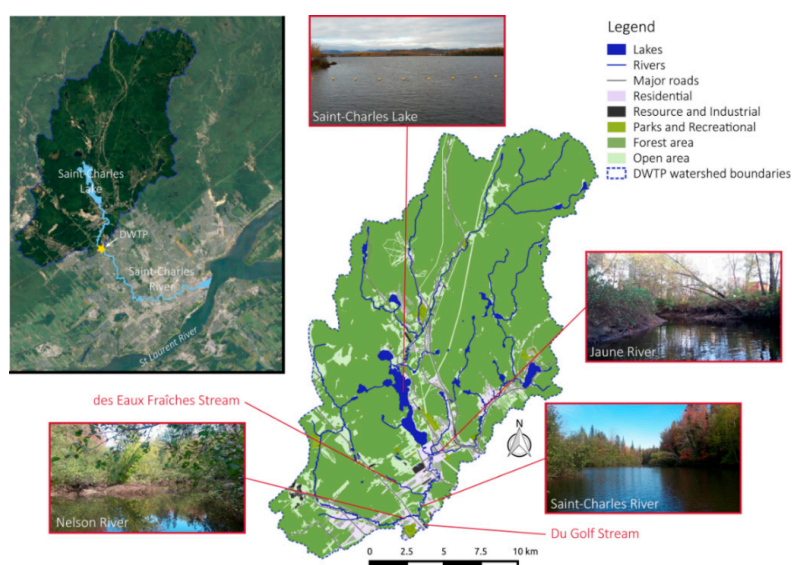 Saint-Charles
Lake
DWTP
Saint-Charles
River
St Laurent River
Saint-Charles Lake
Legend
Lakes
Rivers
Major roads
Residential
Resource and Industrial
Parks and Recreational
Forest area
Open area
DWTP watershed boundaries
Jaune River
des Eaux Fraîches Stream
Nelson River
N
Saint-Charles River
Du Golf Stream
0 2.5 5 7.5 10 km